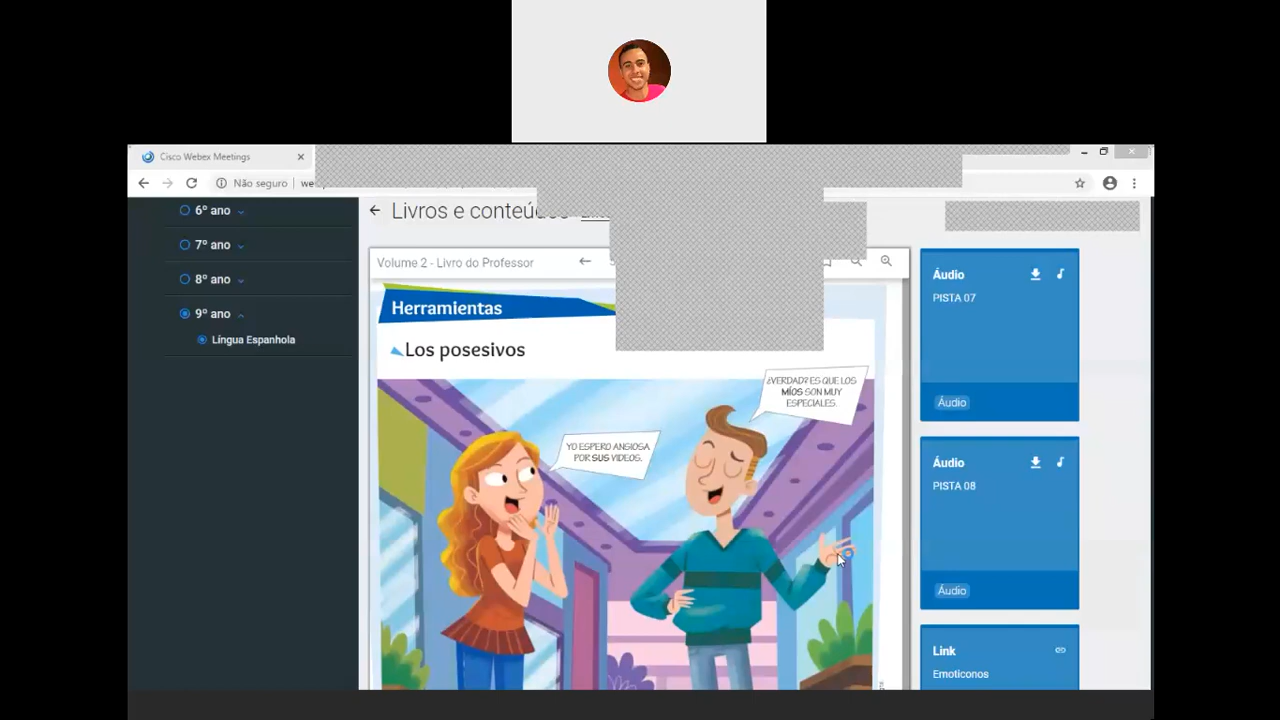 Cisco Webex Meetings
Não seguro
6º ano
7º ano
8º ano
9º ano
Língua Espanhola
Livros e conteúdos
Volume 2 - Livro do Professor
Herramientas
Los posesivos
¿VERDAD? ES QUE LOS
MÍOS SON MUY
ESPECIALES.
YO ESPERO ANSIOSA
POR SUS VIDEOS.
Áudio
PISTA 07
Áudio
Áudio
PISTA 08
Áudio
Link
Emoticonos